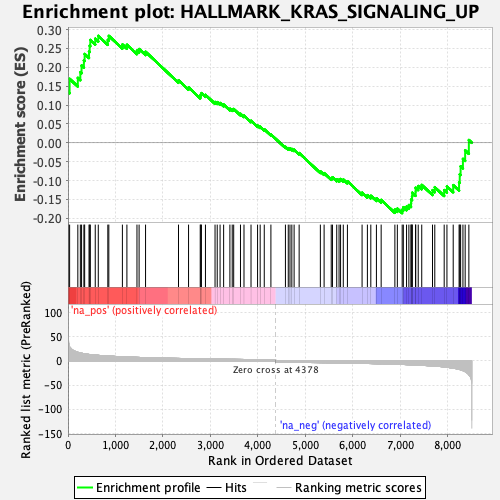 Enrichment plot: HALLMARK_KRAS_SIGNALING_UP
Enrichment score (ES)
0.30
0.25
0.20
0.15
0.10
0.05
0.00
-0.05
-0.10
-0.15
-0.20
'na_pos' (positively correlated)
Ranked list metric (PreRanked)
100
50
0
-50
-100
-150
Zero cross at 4378
'na_neg' (negatively correlated)
0 1,000 2,000 3,000 4,000 5,000 6,000 7,000 8,000
Rank in Ordered Dataset
Enrichment profile Hits Ranking metric scores